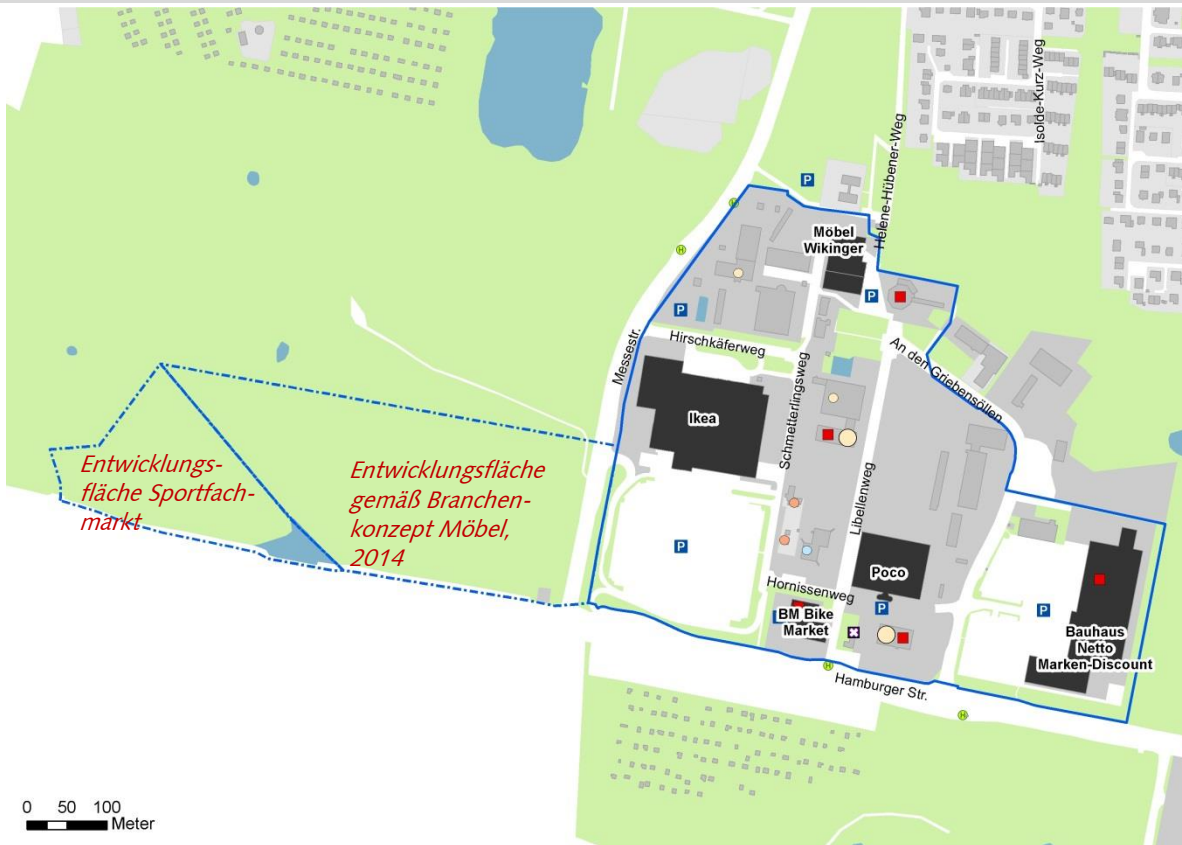 Isolde-Kurz-Weg
Helene-Hübener-Weg
P
Möbel
Wikinger
H
H
P
P
Messestr.
Hirschkäferweg
An den Griebensöllen
Ikea
Schmetterlingsweg
Libellenweg
Entwicklungs-
fläche Sportfach-
markt
Entwicklungsfläche
gemäß Branchen-
konzept Möbel,
2014
P
Poco
Hornissenweg
P
P
BM Bike
Market
Bauhaus
Netto
Marken-Discount
H
Hamburger Str.
H
0 50 100
Meter